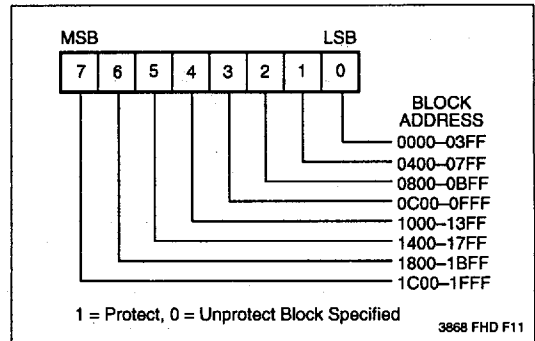 MSB LSB
7 6 5 4 3 2 1 0
BLOCK
ADDRESS
0000–03FF
0400–07FF
0800–0BFF
0C00–0FFF
1000–13FF
1400–17FF
1800–1BFF
1C00–1FFF
1 = Protect, 0 = Unprotect Block Specified
3868 FHD F11